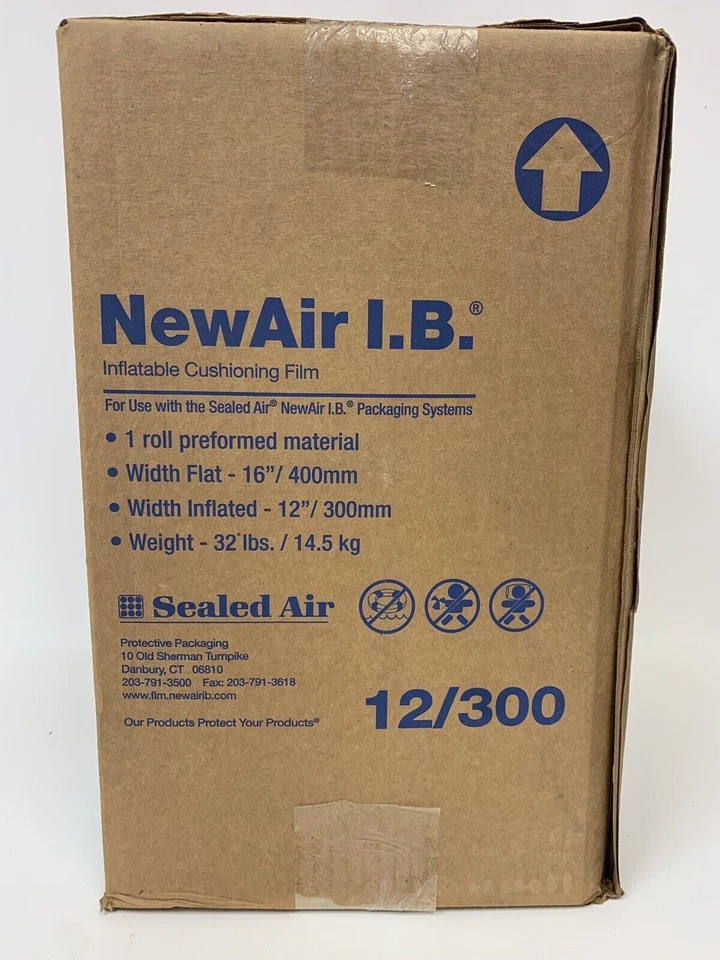 NewAir I.B.®
Inflatable Cushioning Film
For Use with the Sealed Air® NewAir I.B.® Packaging Systems
• 1 roll preformed material
• Width Flat - 16”/ 400mm
• Width Inflated - 12”/ 300mm
• Weight - 32 lbs. / 14.5 kg
Sealed Air
Protective Packaging
10 Old Sherman Turnpike
Danbury, CT 06810
203-791-3500 Fax: 203-791-3618
www.flm.newairib.com
Our Products Protect Your Products®
12/300